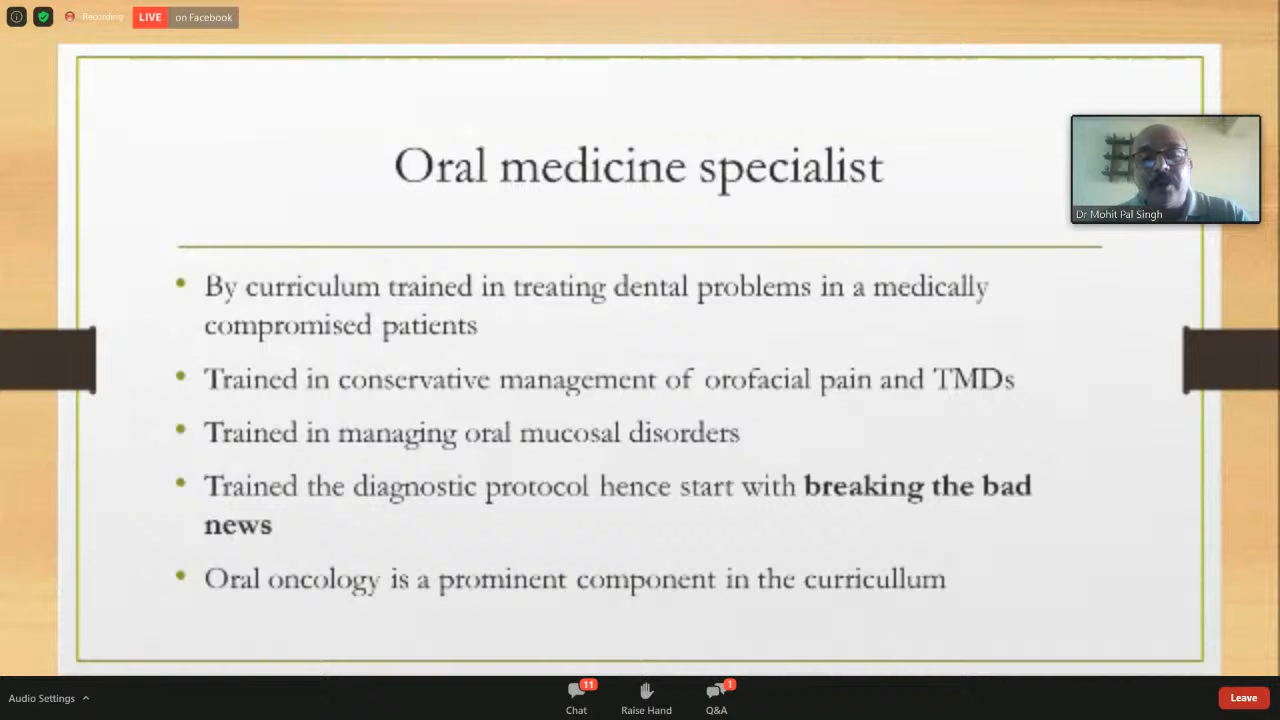 Recording
LIVE on Facebook
Oral medicine specialist
Dr Mohit Pal Singh
• By curriculum trained in treating dental problems in a medically
compromised patients
• Trained in conservative management of orofacial pain and TMDs
• Trained in managing oral mucosal disorders
• Trained the diagnostic protocol hence start with breaking the bad
news
• Oral oncology is a prominent component in the curricullum
Audio Settings
11
Chat
Raise Hand
1
Q&A
Leave